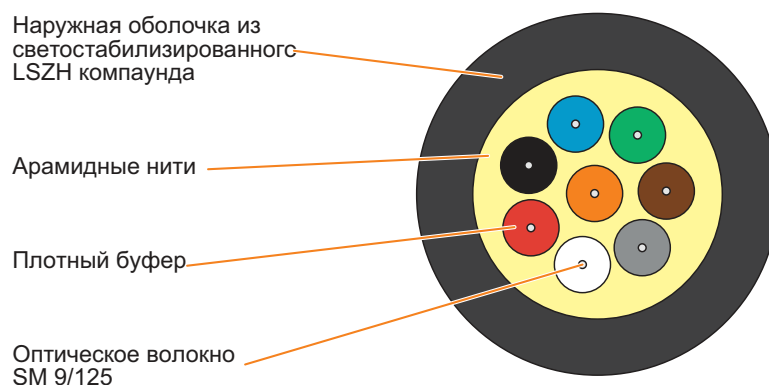 Наружная оболочка из
светостабилизированного
LSZH компаунда
Арамидные нити
Плотный буфер
Оптическое волокно
SM 9/125